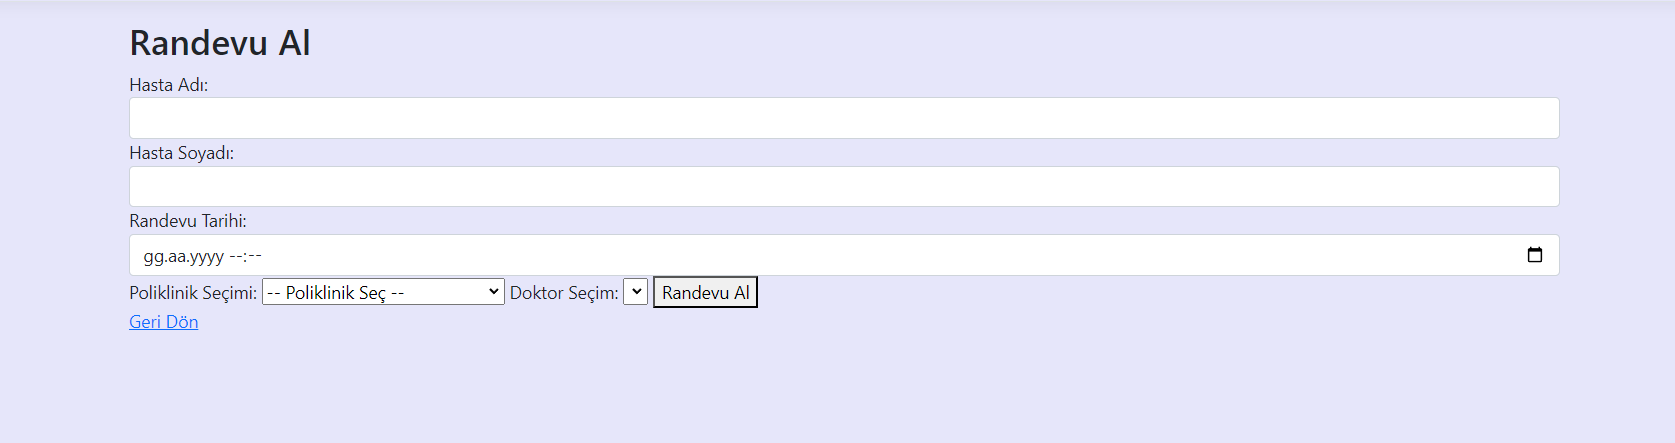 Randevu Al
Hasta Adı:
Hasta Soyadı:
Randevu Tarihi:
gg.aa.yyyy --:--
Poliklinik Seçimi: -- Poliklinik Seç -- Doktor Seçim: Randevu Al
Geri Dön